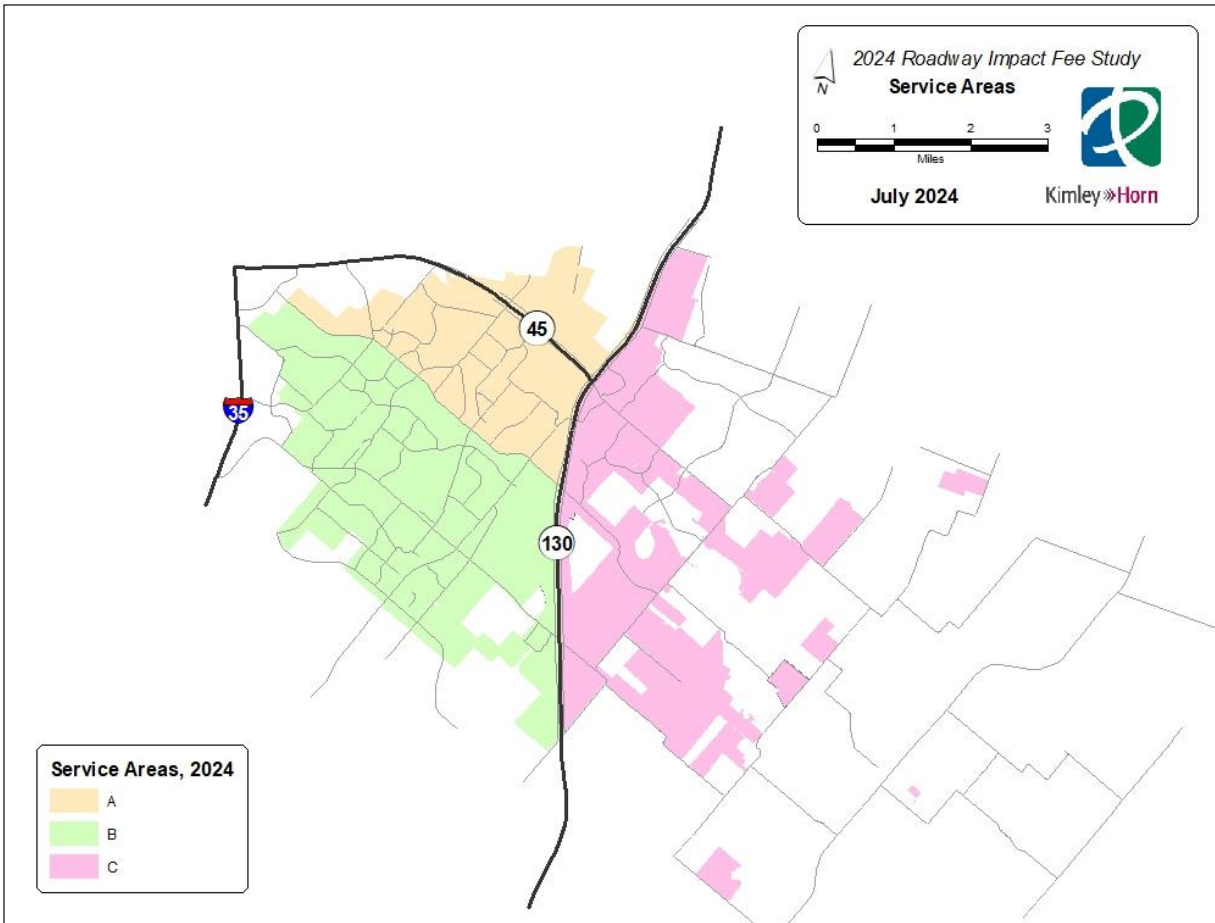 2024 Roadway Impact Fee Study
N
Service Areas
0 1 2 3
Miles
July 2024
Kimley»Horn
45
35
130
Service Areas, 2024
A
B
C